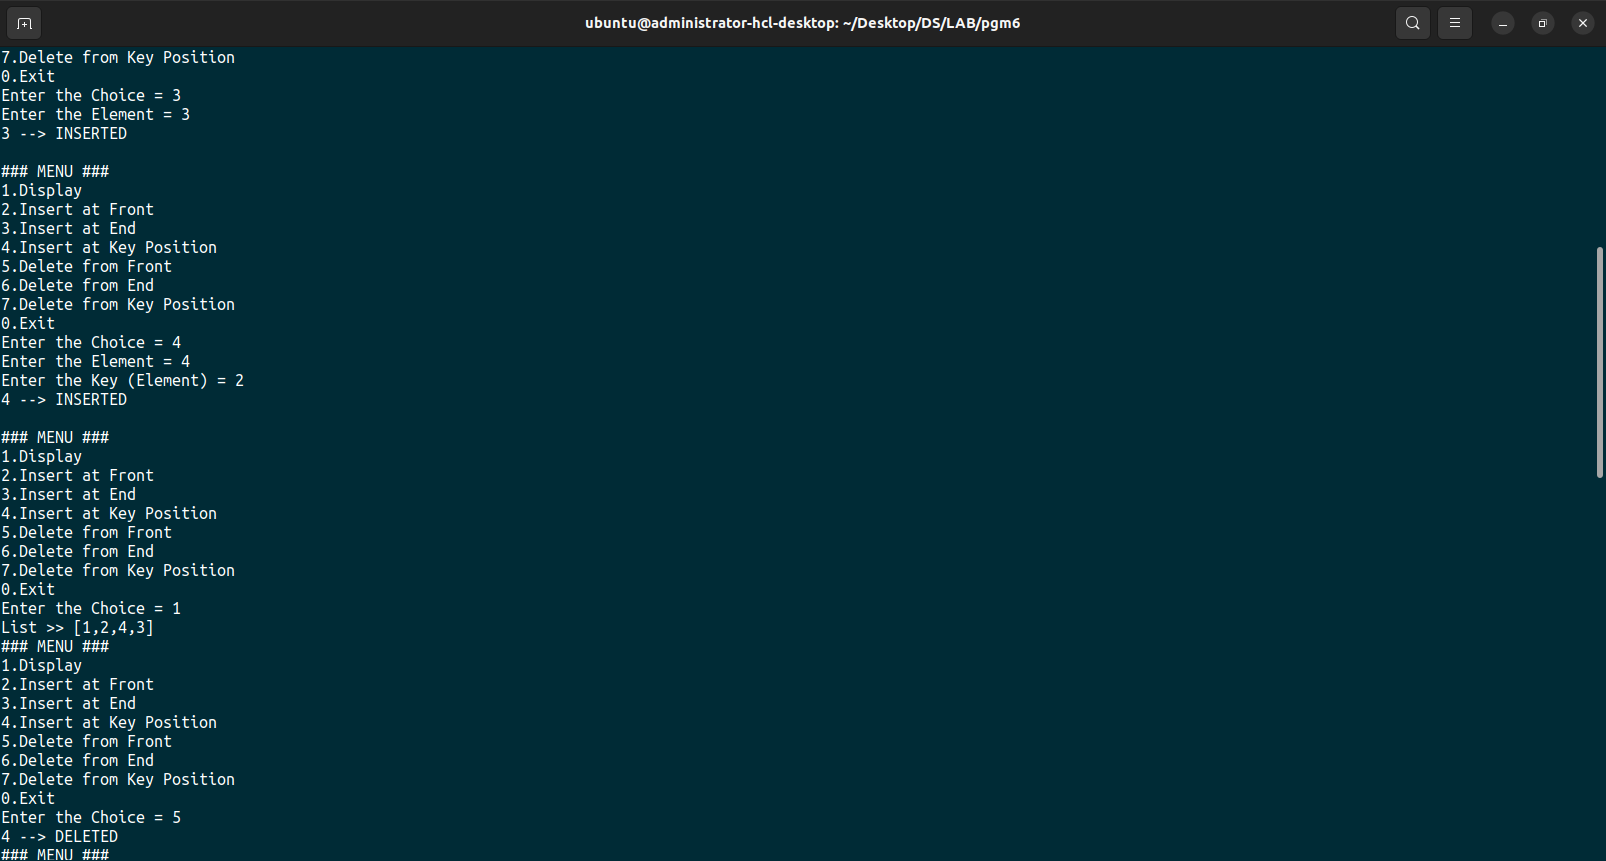 ubuntu@administrator-hcl-desktop: ~/Desktop/DS/LAB/pgm6
7.Delete from Key Position
0.Exit
Enter the Choice = 3
Enter the Element = 3
3 --> INSERTED
### MENU ###
1.Display
2.Insert at Front
3.Insert at End
4.Insert at Key Position
5.Delete from Front
6.Delete from End
7.Delete from Key Position
0.Exit
Enter the Choice = 4
Enter the Element = 4
Enter the Key (Element) = 2
4 --> INSERTED
### MENU ###
1.Display
2.Insert at Front
3.Insert at End
4.Insert at Key Position
5.Delete from Front
6.Delete from End
7.Delete from Key Position
0.Exit
Enter the Choice = 1
List >> [1,2,4,3]
### MENU ###
1.Display
2.Insert at Front
3.Insert at End
4.Insert at Key Position
5.Delete from Front
6.Delete from End
7.Delete from Key Position
0.Exit
Enter the Choice = 5
4 --> DELETED
### MENU ###